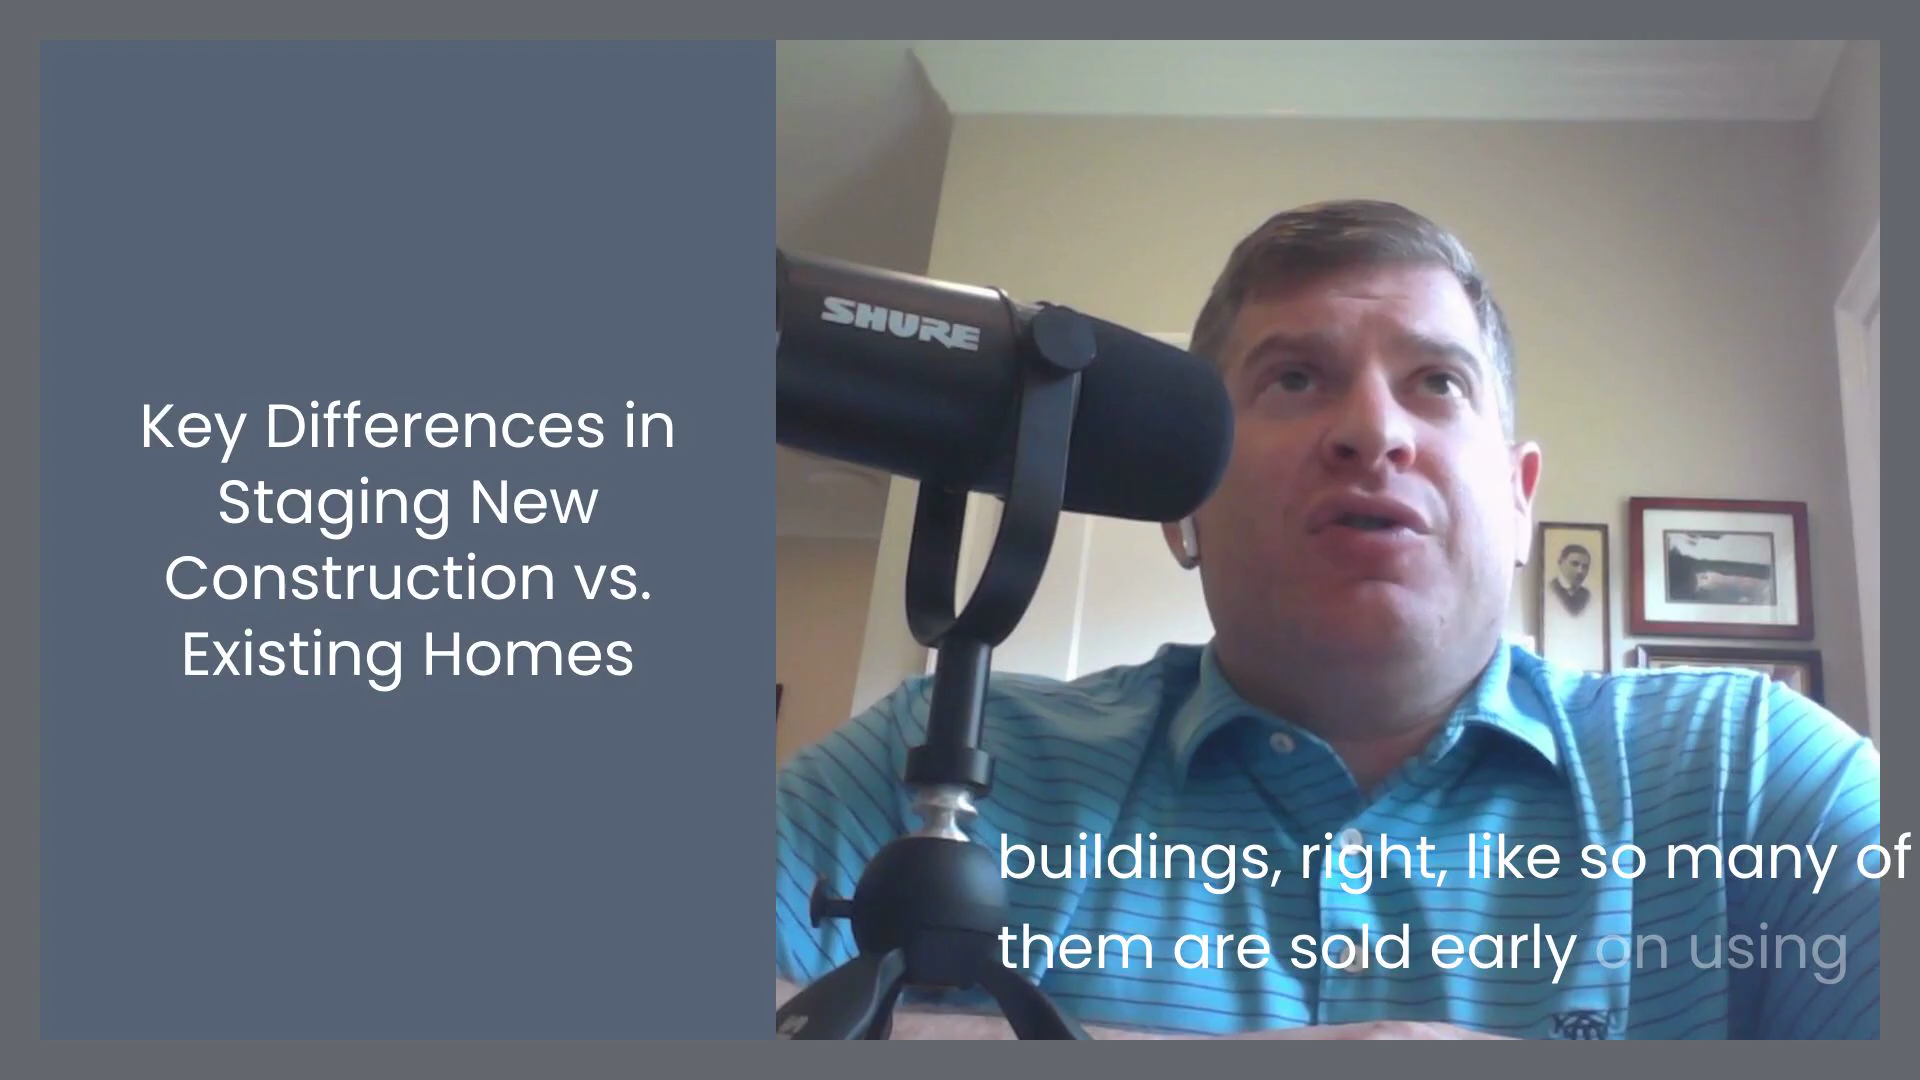 Key Differences in
Staging New
Construction vs.
Existing Homes
SHURE
buildings, right, like so many of
them are sold early on using